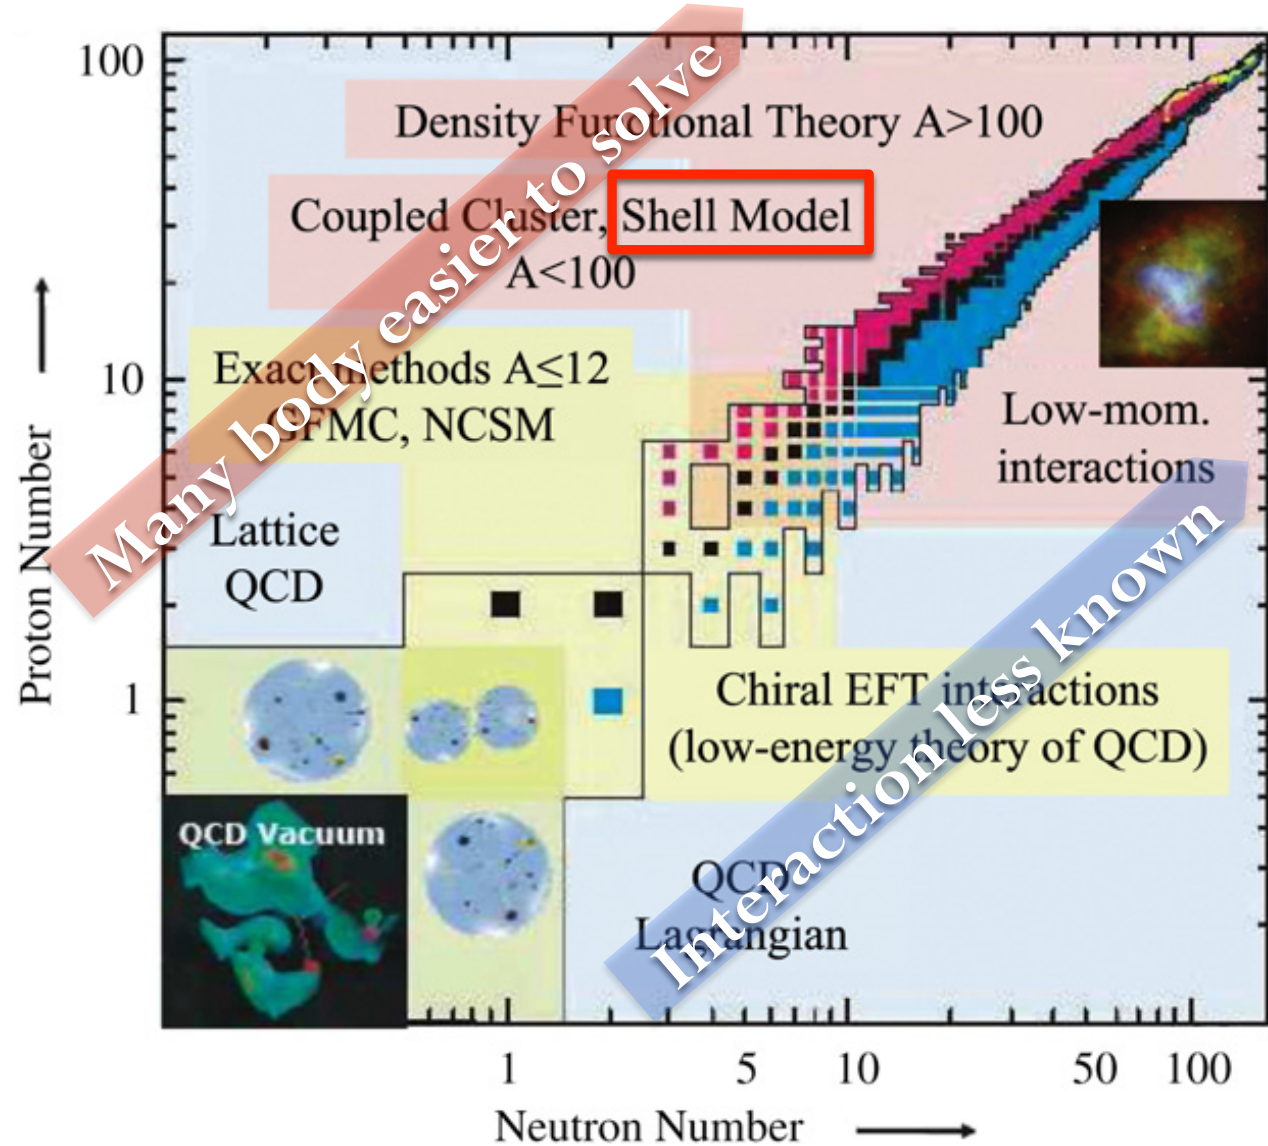 100
Density Functional Theory A>100
Coupled Cluster, Shell Model
A<100
Many body easier to solve
Exact methods A≤12
GFMC, NCSM
10
Low-mom.
interactions
Lattice
QCD
Proton Number
1
Chiral EFT interactions
(low-energy theory of QCD)
Interaction less known
QCD Vacuum
QCD
Lagrangian
1 5 10 50 100
Neutron Number